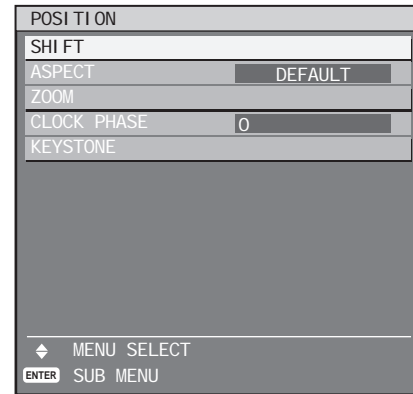 POSITION
SHIFT
ASPECT DEFAULT
ZOOM
CLOCK PHASE 0
KEYSTONE
MENU SELECT
ENTER SUB MENU